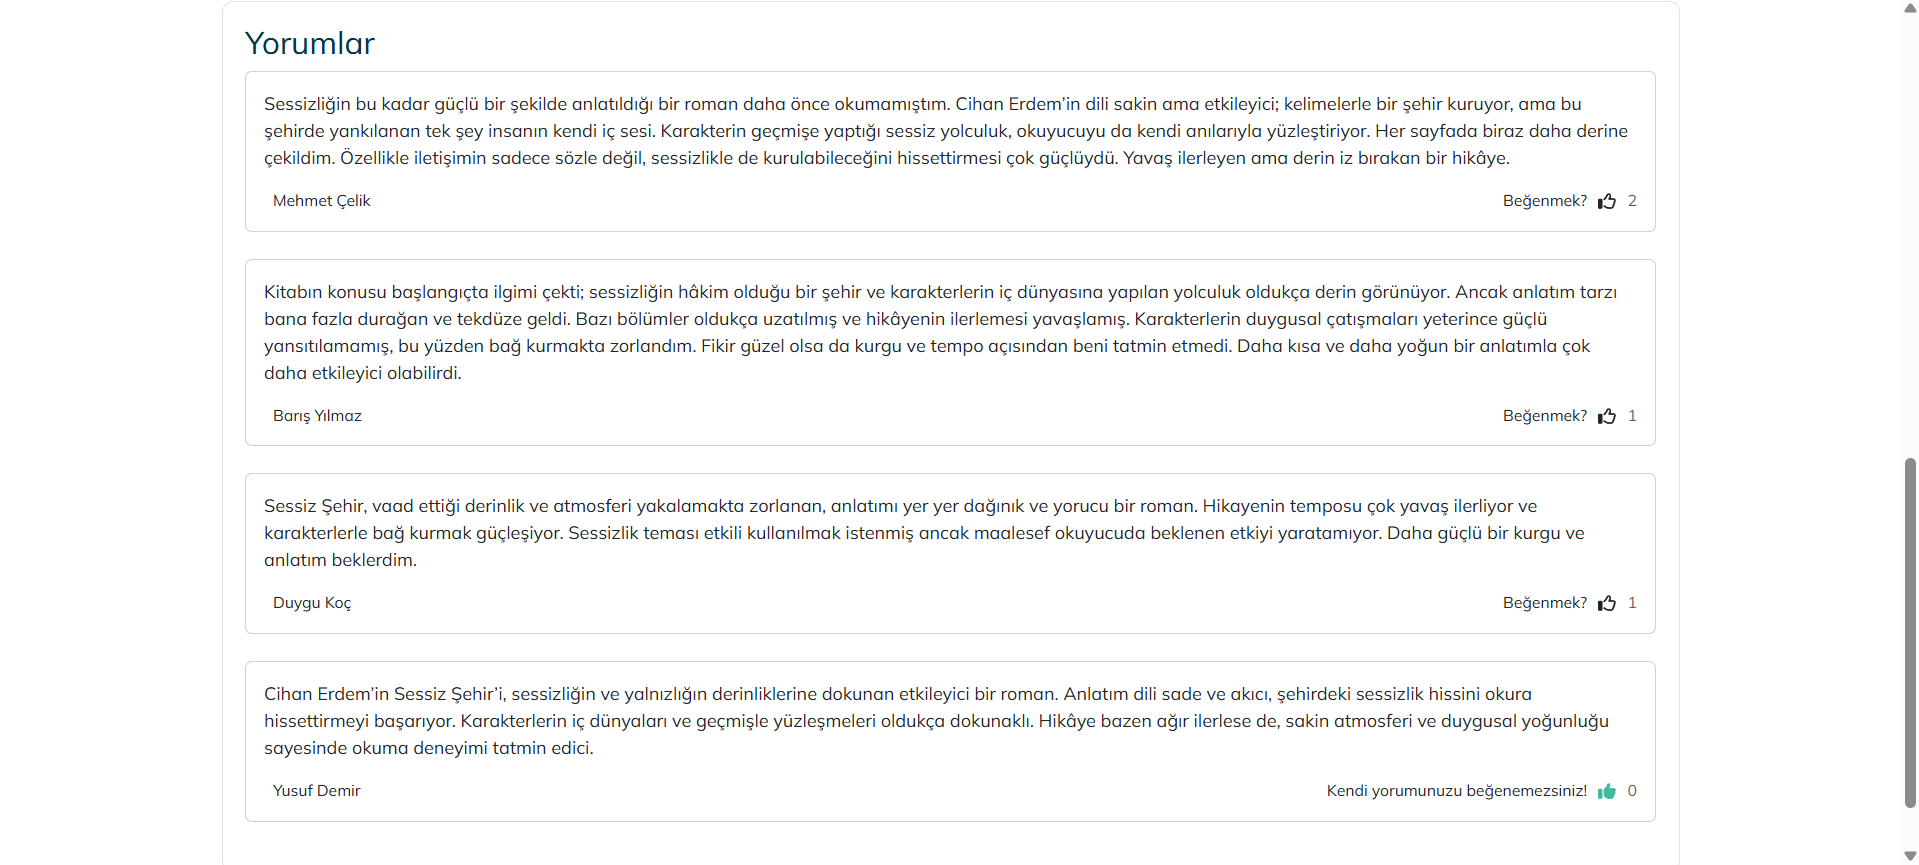 Yorumlar
Sessizliğin bu kadar güçlü bir şekilde anlatıldığı bir roman daha önce okumamıştım. Cihan Erdem’in dili sakin ama etkileyici; kelimelerle bir şehir kuruyor, ama bu
şehirde yankılanan tek şey insanın kendi iç sesi. Karakterin geçmişe yaptığı sessiz yolculuk, okuyucuyu da kendi anılarıyla yüzleştiriyor. Her sayfada biraz daha derine
çekildim. Özellikle iletişimin sadece sözle değil, sessizlikle de kurulabileceğini hissettirmesi çok güçlüydü. Yavaş ilerleyen ama derin iz bırakan bir hikâye.
Mehmet Çelik Beğenmek? 2
Kitabın konusu başlangıçta ilgimi çekti; sessizliğin hâkim olduğu bir şehir ve karakterlerin iç dünyasına yapılan yolculuk oldukça derin görünüyor. Ancak anlatım tarzı
bana fazla durağan ve tekdüze geldi. Bazı bölümler oldukça uzatılmış ve hikâyenin ilerlemesi yavaşlamış. Karakterlerin duygusal çatışmaları yeterince güçlü
yansıtılamamış, bu yüzden bağ kurmakta zorlandım. Fikir güzel olsa da kurgu ve tempo açısından beni tatmin etmedi. Daha kısa ve daha yoğun bir anlatımla çok
daha etkileyici olabilirdi.
Barış Yılmaz Beğenmek? 1
Sessiz Şehir, vaad ettiği derinlik ve atmosferi yakalamakta zorlanan, anlatımı yer yer dağınık ve yorucu bir roman. Hikayenin temposu çok yavaş ilerliyor ve
karakterlerle bağ kurmak güçleşiyor. Sessizlik teması etkili kullanılmak istenmiş ancak maalesef okuyucuda beklenen etkiyi yaratamıyor. Daha güçlü bir kurgu ve
anlatım beklerdim.
Duygu Koç Beğenmek? 1
Cihan Erdem’in Sessiz Şehir’i, sessizliğin ve yalnızlığın derinliklerine dokunan etkileyici bir roman. Anlatım dili sade ve akıcı, şehirdeki sessizlik hissini okura
hissettirmeyi başarıyor. Karakterlerin iç dünyaları ve geçmişle yüzleşmeleri oldukça dokunaklı. Hikâye bazen ağır ilerlese de, sakin atmosferi ve duygusal yoğunluğu
sayesinde okuma deneyimi tatmin edici.
Yusuf Demir Kendi yorumunuzu beğenemezsiniz! 0